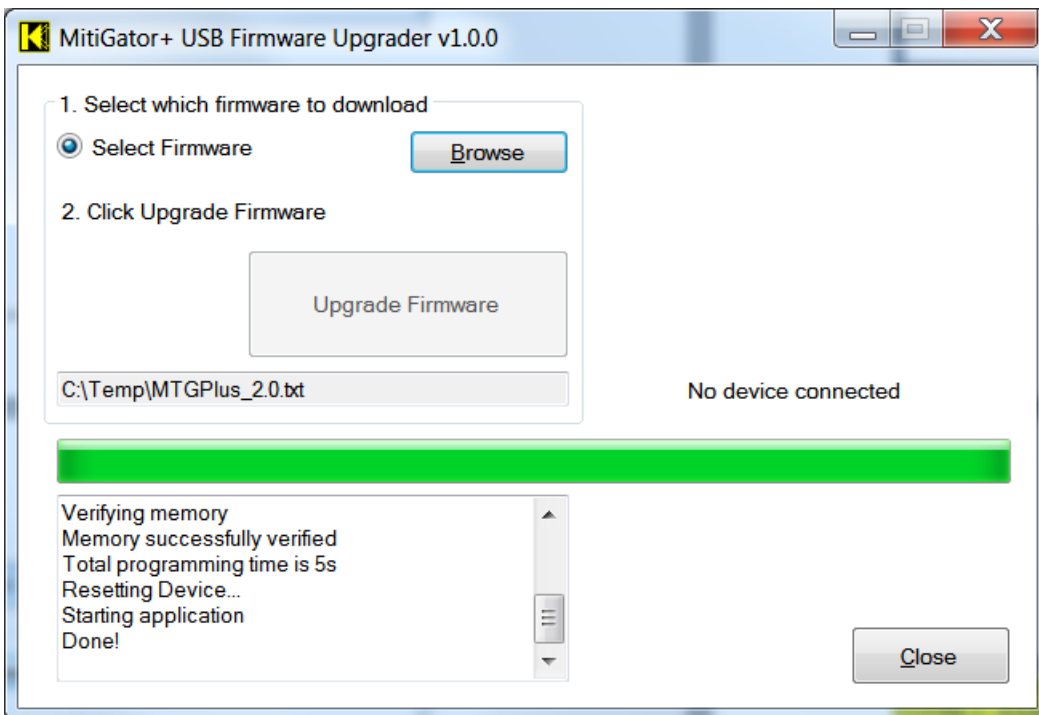 MitiGator+ USB Firmware Upgrader v1.0.0
1. Select which firmware to download
Select Firmware
Browse
2. Click Upgrade Firmware
Upgrade Firmware
C:\Temp\MTGPlus_2.0.txt
No device connected
Verifying memory
Memory successfully verified
Total programming time is 5s
Resetting Device...
Starting application
Done!
Close